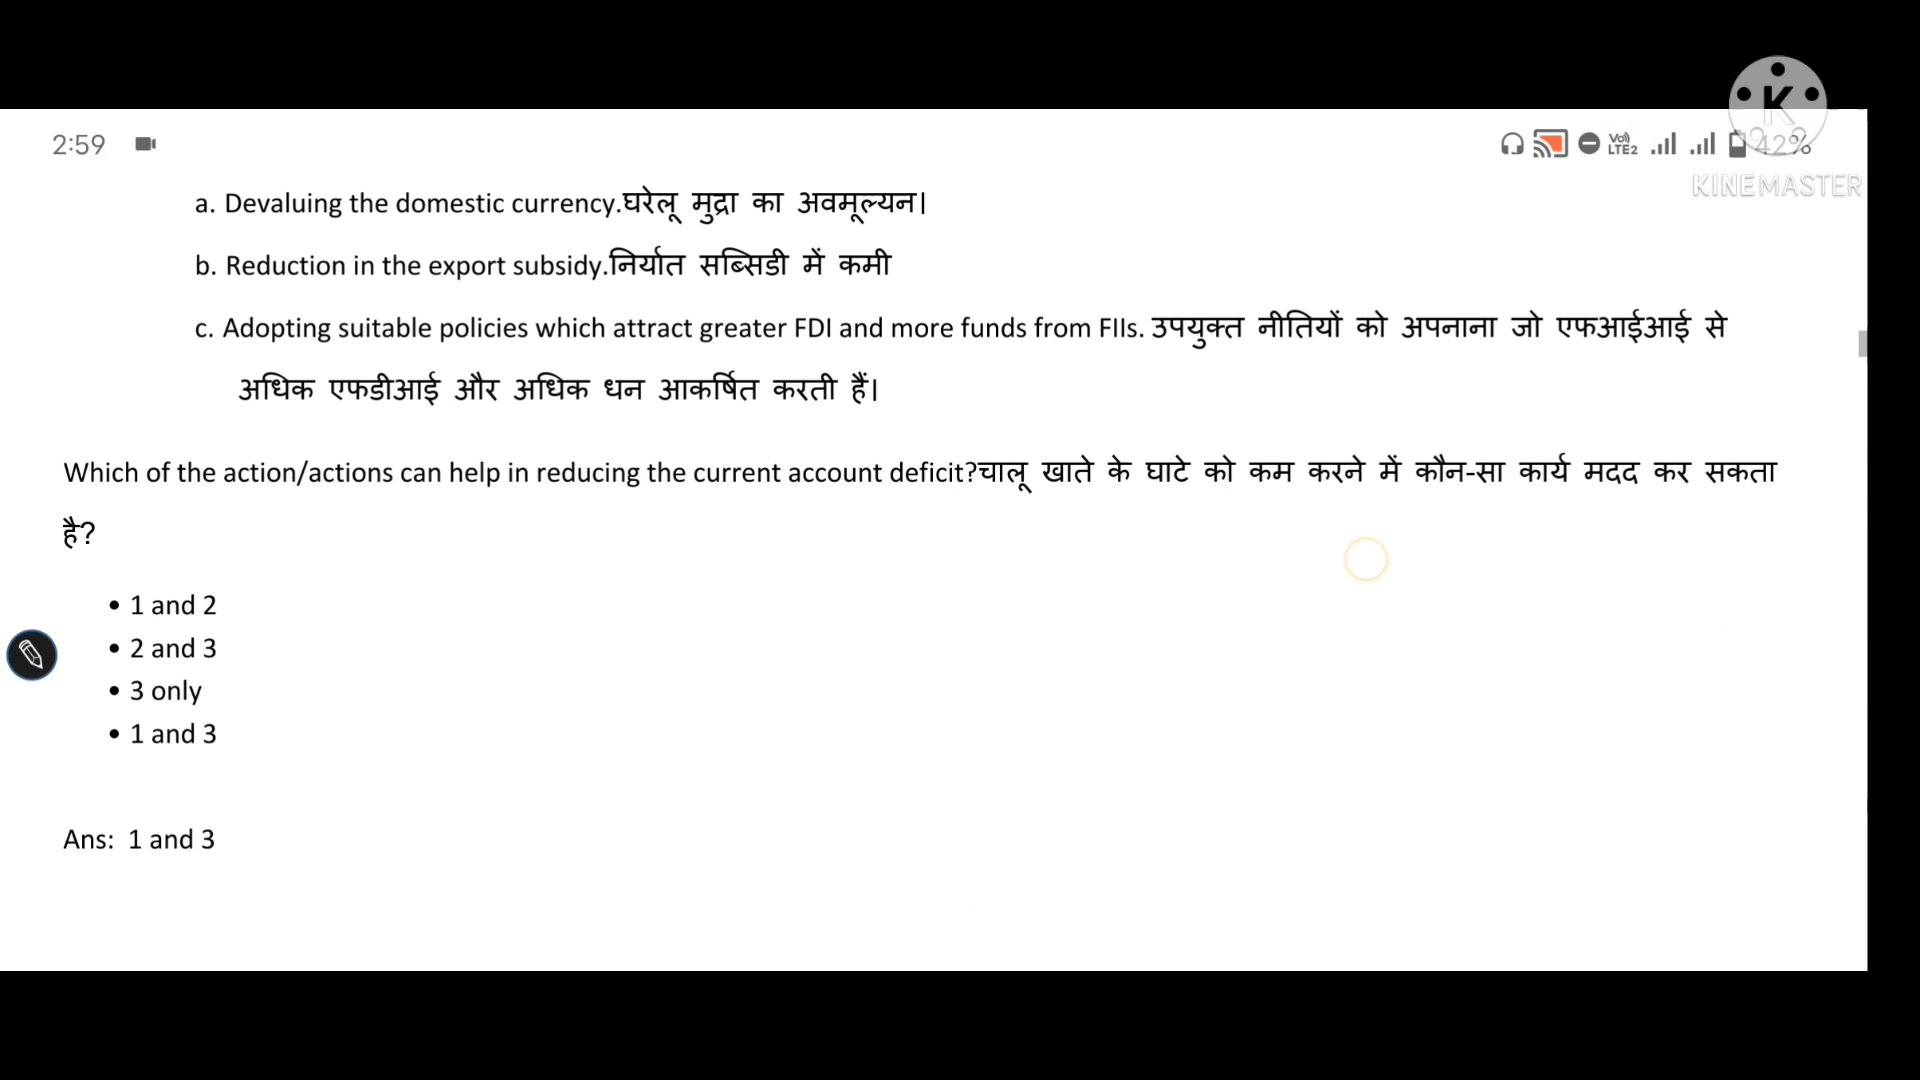 2:59
Vo)) LTE2
42%
K
KINEMASTER
a. Devaluing the domestic currency.घरेलू मुद्रा का अवमूल्यन।
b. Reduction in the export subsidy.निर्यात सब्सिडी में कमी
c. Adopting suitable policies which attract greater FDI and more funds from FIIs. उपयुक्त नीतियों को अपनाना जो एफआईआई से
अधिक एफडीआई और अधिक धन आकर्षित करती हैं।
Which of the action/actions can help in reducing the current account deficit?चालू खाते के घाटे को कम करने में कौन-सा कार्य मदद कर सकता
है?
• 1 and 2
• 2 and 3
• 3 only
• 1 and 3
Ans: 1 and 3